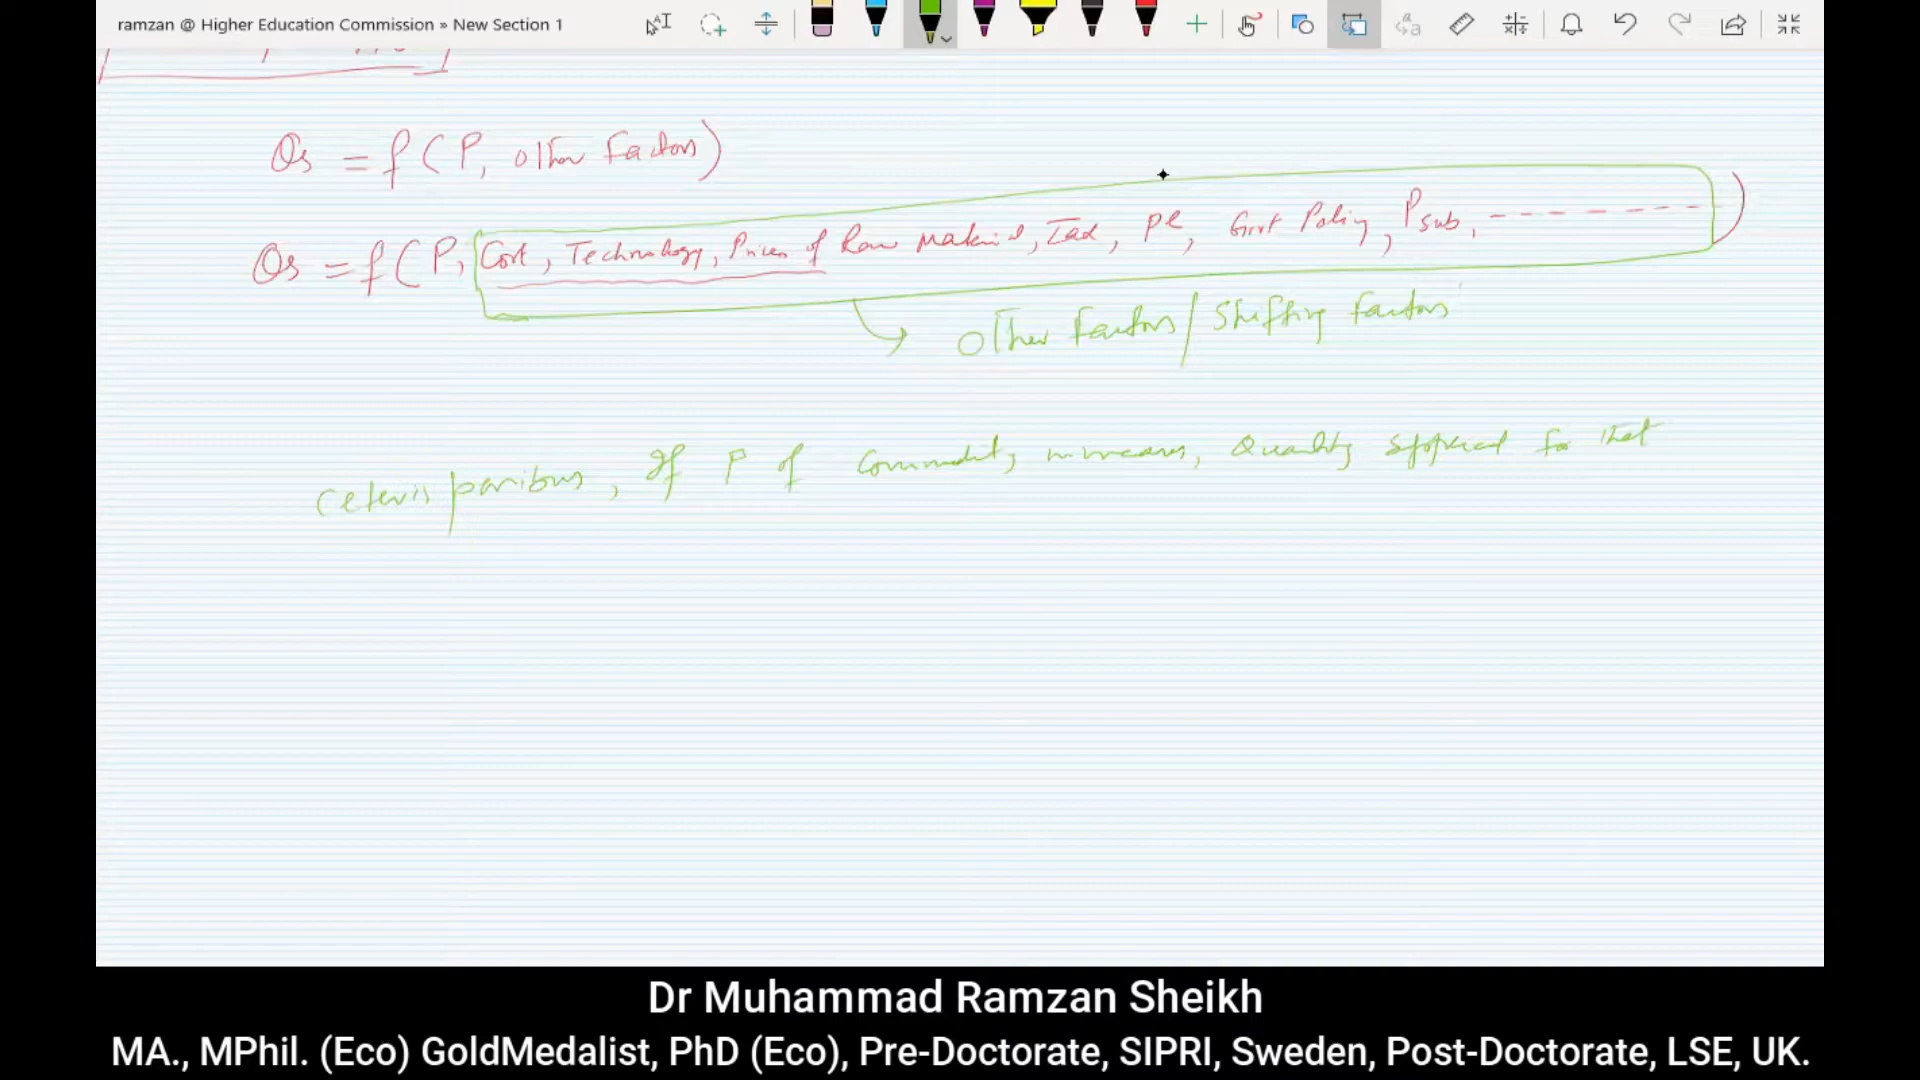 ramzan @ Higher Education Commission » New Section 1
Qs = f(P, other factors)
Qs = f(P, Cost, Technology, Prices of Raw Material, Tax, Pe, Govt Policy, Psub, --------)
other factors/shifting factors
Ceteris paribus, If P of Commodity increases, Quantity supplied for that
Dr Muhammad Ramzan Sheikh
MA., MPhil. (Eco) GoldMedalist, PhD (Eco), Pre-Doctorate, SIPRI, Sweden, Post-Doctorate, LSE, UK.